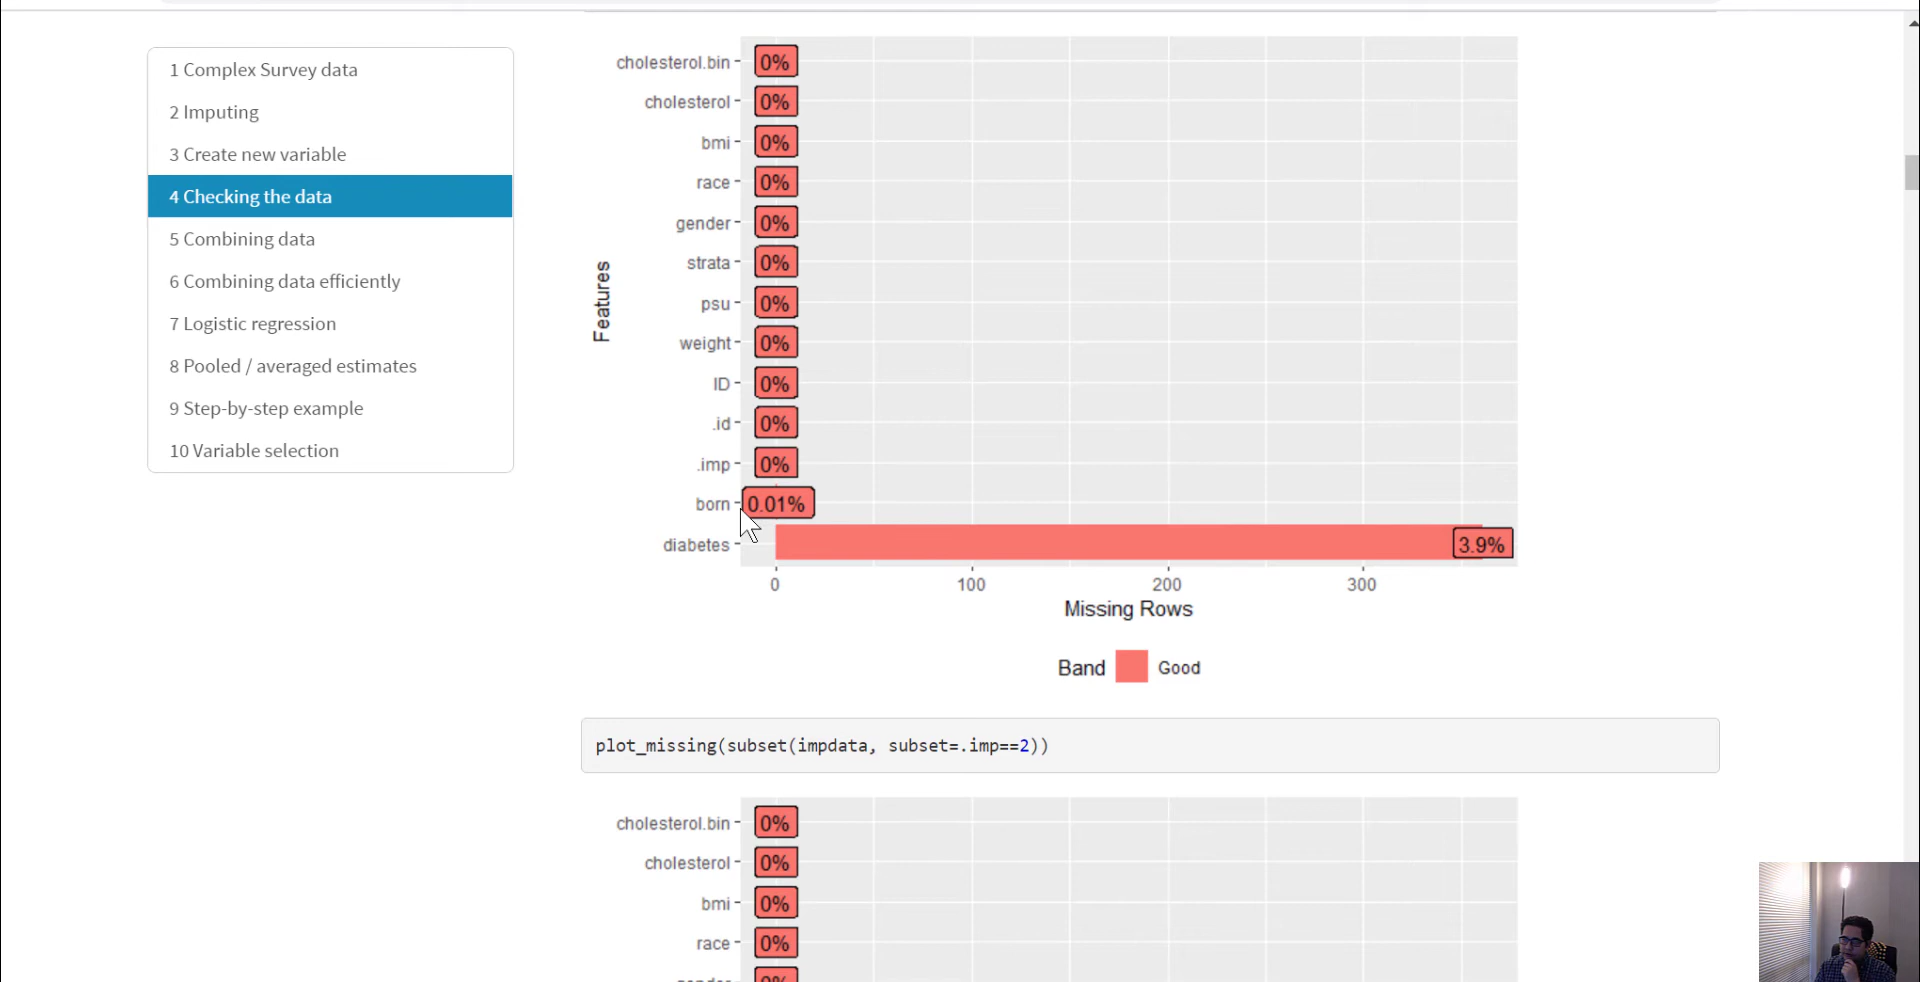 1 Complex Survey data
2 Imputing
3 Create new variable
4 Checking the data
5 Combining data
6 Combining data efficiently
7 Logistic regression
8 Pooled / averaged estimates
9 Step-by-step example
10 Variable selection
Features
cholesterol.bin 0%
cholesterol 0%
bmi 0%
race 0%
gender 0%
strata 0%
psu 0%
weight 0%
ID 0%
.id 0%
.imp 0%
born 0.01%
diabetes 3.9%
0 100 200 300
Missing Rows
Band Good
plot_missing(subset(impdata, subset=.imp==2))
cholesterol.bin 0%
cholesterol 0%
bmi 0%
race 0%